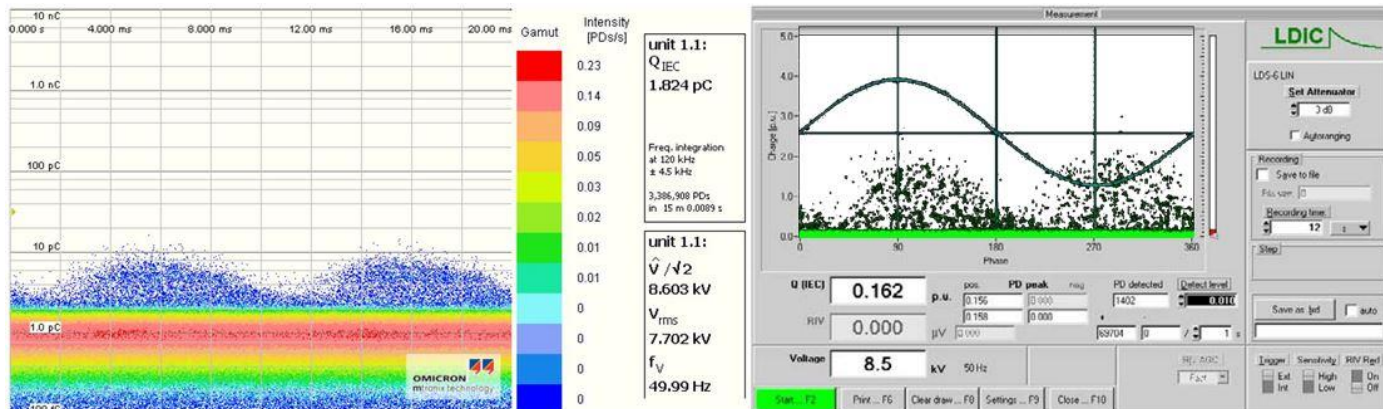 10 nC
0.000 s 4.000 ms 8.000 ms 12.00 ms 16.00 ms 20.00 ms
1.0 nC
100 pC
10 pC
1.0 pC
OMICRON
mtronix technology
Gamut
Intensity
[PDs/s]
0.23
0.14
0.09
0.05
0.03
0.02
0.01
0.01
0
0
0
0
unit 1.1:
Q IEC
1.824 pC
Freq. integration
at 120 kHz
± 4.5 kHz
3,386,908 PDs
in 15 m 0.0089 s
unit 1.1:
V̂ /√2
8.603 kV
V rms
7.702 kV
f V
49.99 Hz
Measurement
5.0
4.0
3.0
2.0
1.0
0.0
Charge [p.u.]
0 90 180 270 360
Phase
LDIC
LDS-6 LIN
Set Attenuator
3 dB
Autoranging
Recording
Save to file
File size: 0
Recording time:
12 s
Step
Save as txt auto
Trigger Sensitivity RIV Red
Ext High On
Int Low Off
Q (IEC) 0.162 p.u.
pos. PD peak neg
0.156 0.000
0.158 0.000
PD detected Detect level
1402 0.010
+ -
69704 0 / 1 s
RIV 0.000 µV 0.000
Voltage 8.5 kV 50 Hz
Fast
Start ... F2 Print ... F6 Clear draw ... F8 Settings ... F9 Close ... F10